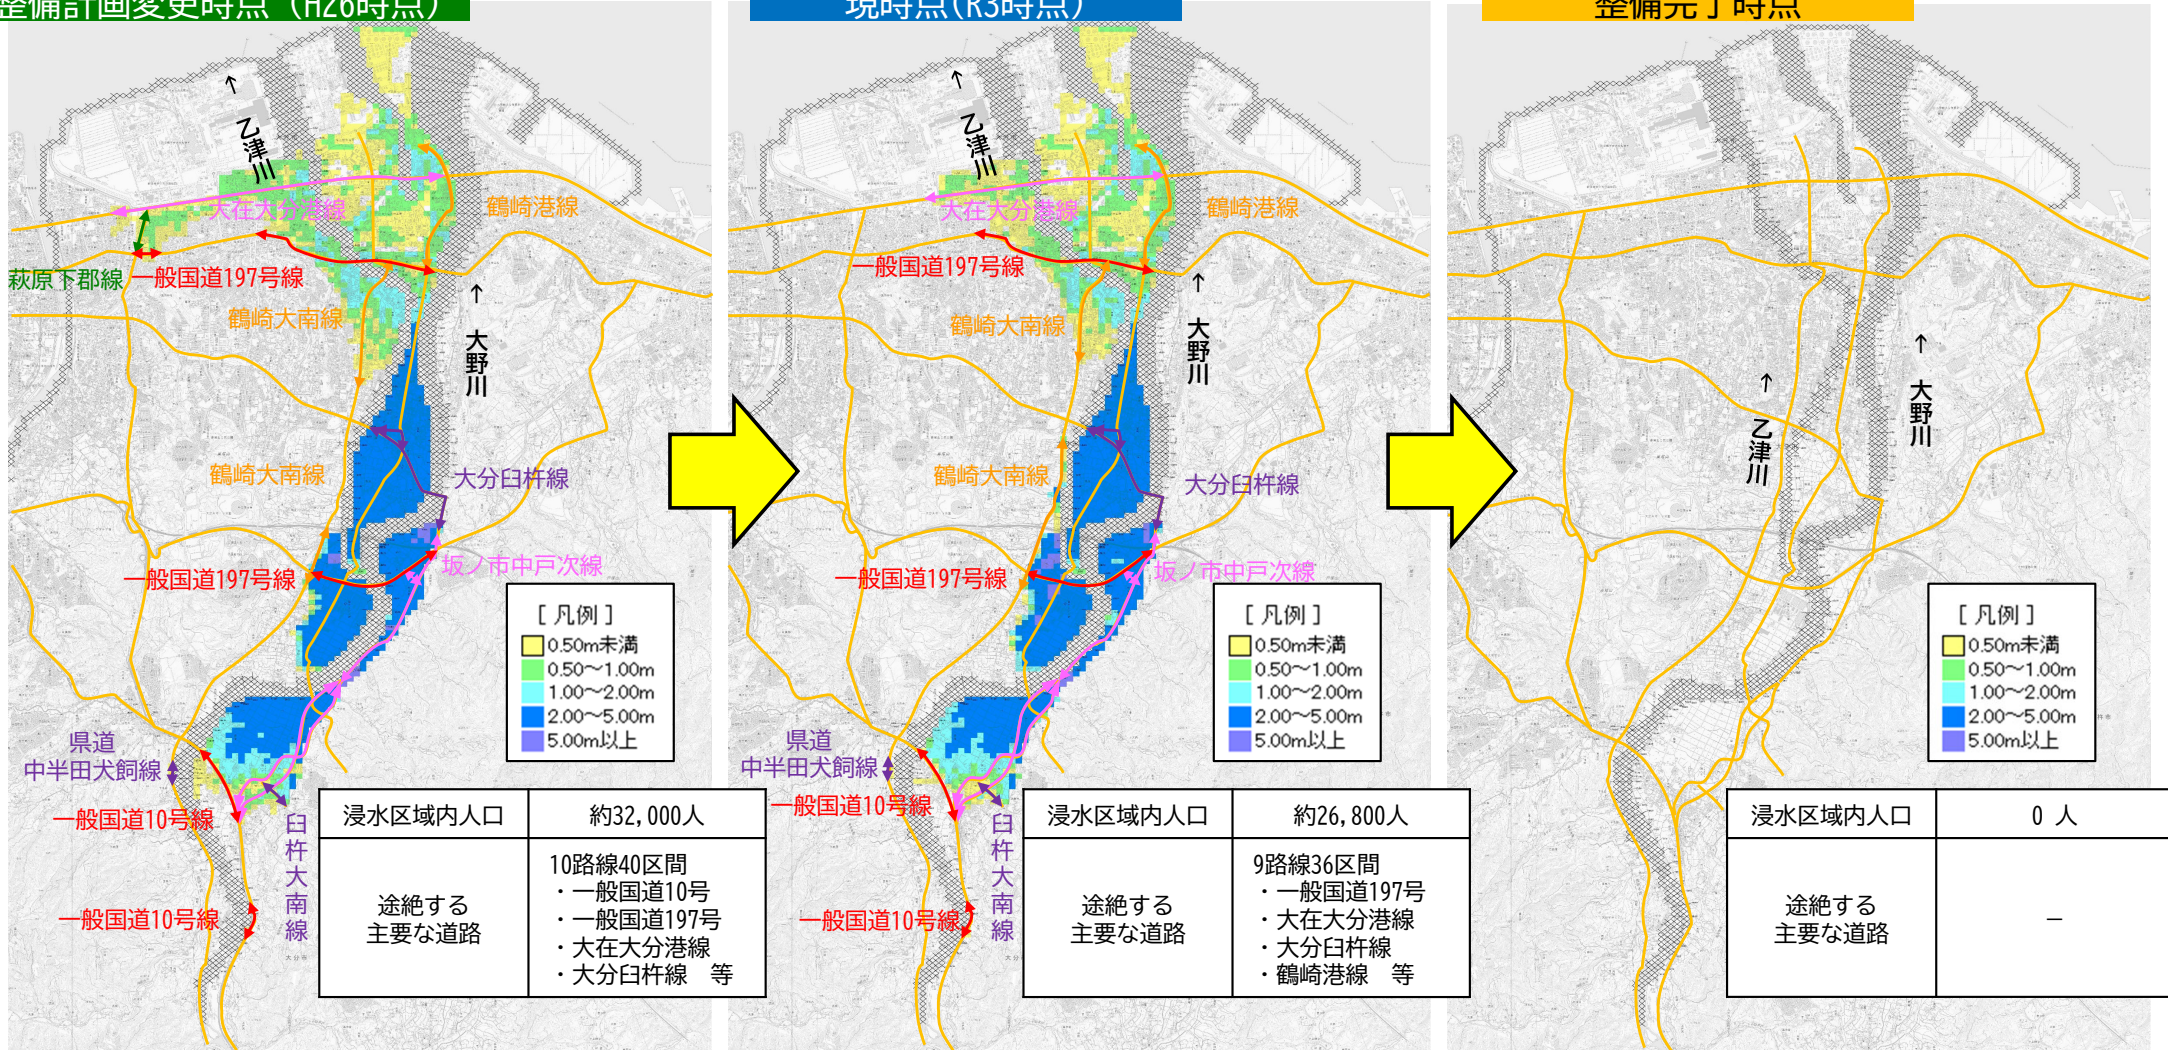 整備計画変更時点（H26時点）
乙津川
大在大分港線
鶴崎港線
萩原下郡線
一般国道197号線
鶴崎大南線
大野川
鶴崎大南線
大分臼杵線
一般国道197号線
坂ノ市中戸次線
県道
中半田犬飼線
一般国道10号線
臼杵大南線
一般国道10号線
[凡例]
0.50m未満
0.50～1.00m
1.00～2.00m
2.00～5.00m
5.00m以上
浸水区域内人口
約32,000人
途絶する
主要な道路
10路線40区間
・一般国道10号
・一般国道197号
・大在大分港線
・大分臼杵線　等
現時点(R3時点)
乙津川
大在大分港線
鶴崎港線
一般国道197号線
鶴崎大南線
大野川
鶴崎大南線
大分臼杵線
一般国道197号線
坂ノ市中戸次線
県道
中半田犬飼線
一般国道10号線
臼杵大南線
一般国道10号線
[凡例]
0.50m未満
0.50～1.00m
1.00～2.00m
2.00～5.00m
5.00m以上
浸水区域内人口
約26,800人
途絶する
主要な道路
9路線36区間
・一般国道197号
・大在大分港線
・大分臼杵線
・鶴崎港線　等
整備完了時点
大野川
乙津川
[凡例]
0.50m未満
0.50～1.00m
1.00～2.00m
2.00～5.00m
5.00m以上
浸水区域内人口
0 人
途絶する
主要な道路
－